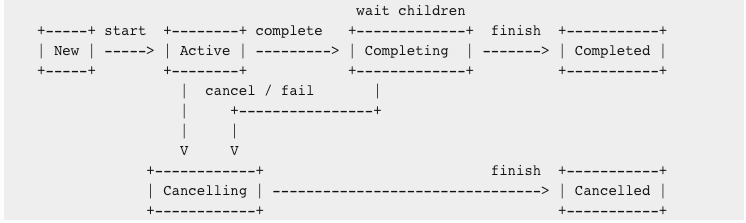 wait children
    +-----+ start  +--------+ complete   +-------------+  finish  +-----------+
    | New | -----> | Active | ---------> | Completing  | -------> | Completed |
    +-----+        +--------+            +-------------+          +-----------+
                     |  cancel / fail       |
                     |     +----------------+
                     |     |
                     V     V
                 +------------+                           finish  +-----------+
                 | Cancelling | --------------------------------> | Cancelled |
                 +------------+                                   +-----------+